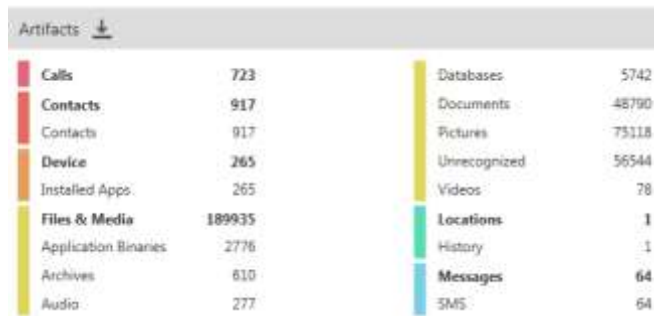 Artifacts
Calls 723
Contacts 917
Contacts 917
Device 265
Installed Apps 265
Files & Media 189935
Application Binaries 2776
Archives 610
Audio 277
Databases 5742
Documents 48790
Pictures 75118
Unrecognized 56544
Videos 78
Locations 1
History 1
Messages 64
SMS 64